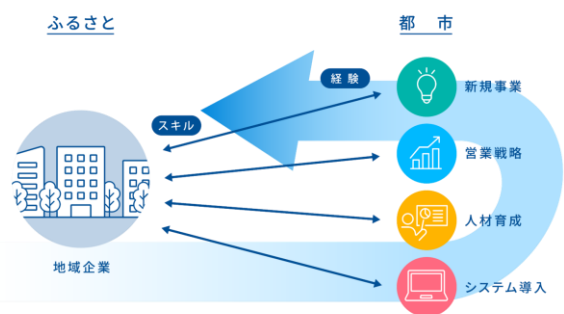 ふるさと
都 市
経 験
新規事業
スキル
営業戦略
人材育成
地域企業
システム導入